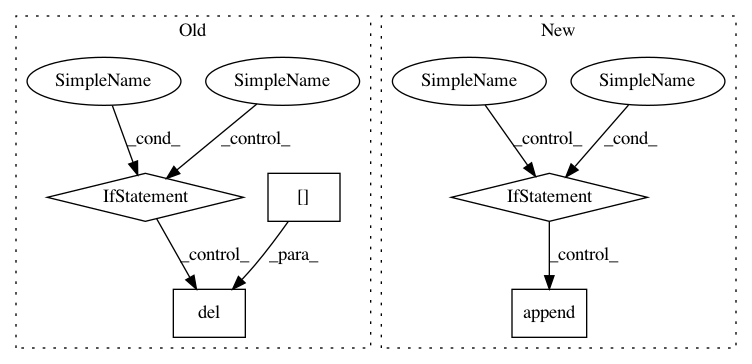 Old
New
SimpleName
SimpleName
SimpleName
SimpleName
_cond_
_control_
_control_
_cond_
IfStatement
[]
IfStatement
_control_
_para_
_control_
del
append